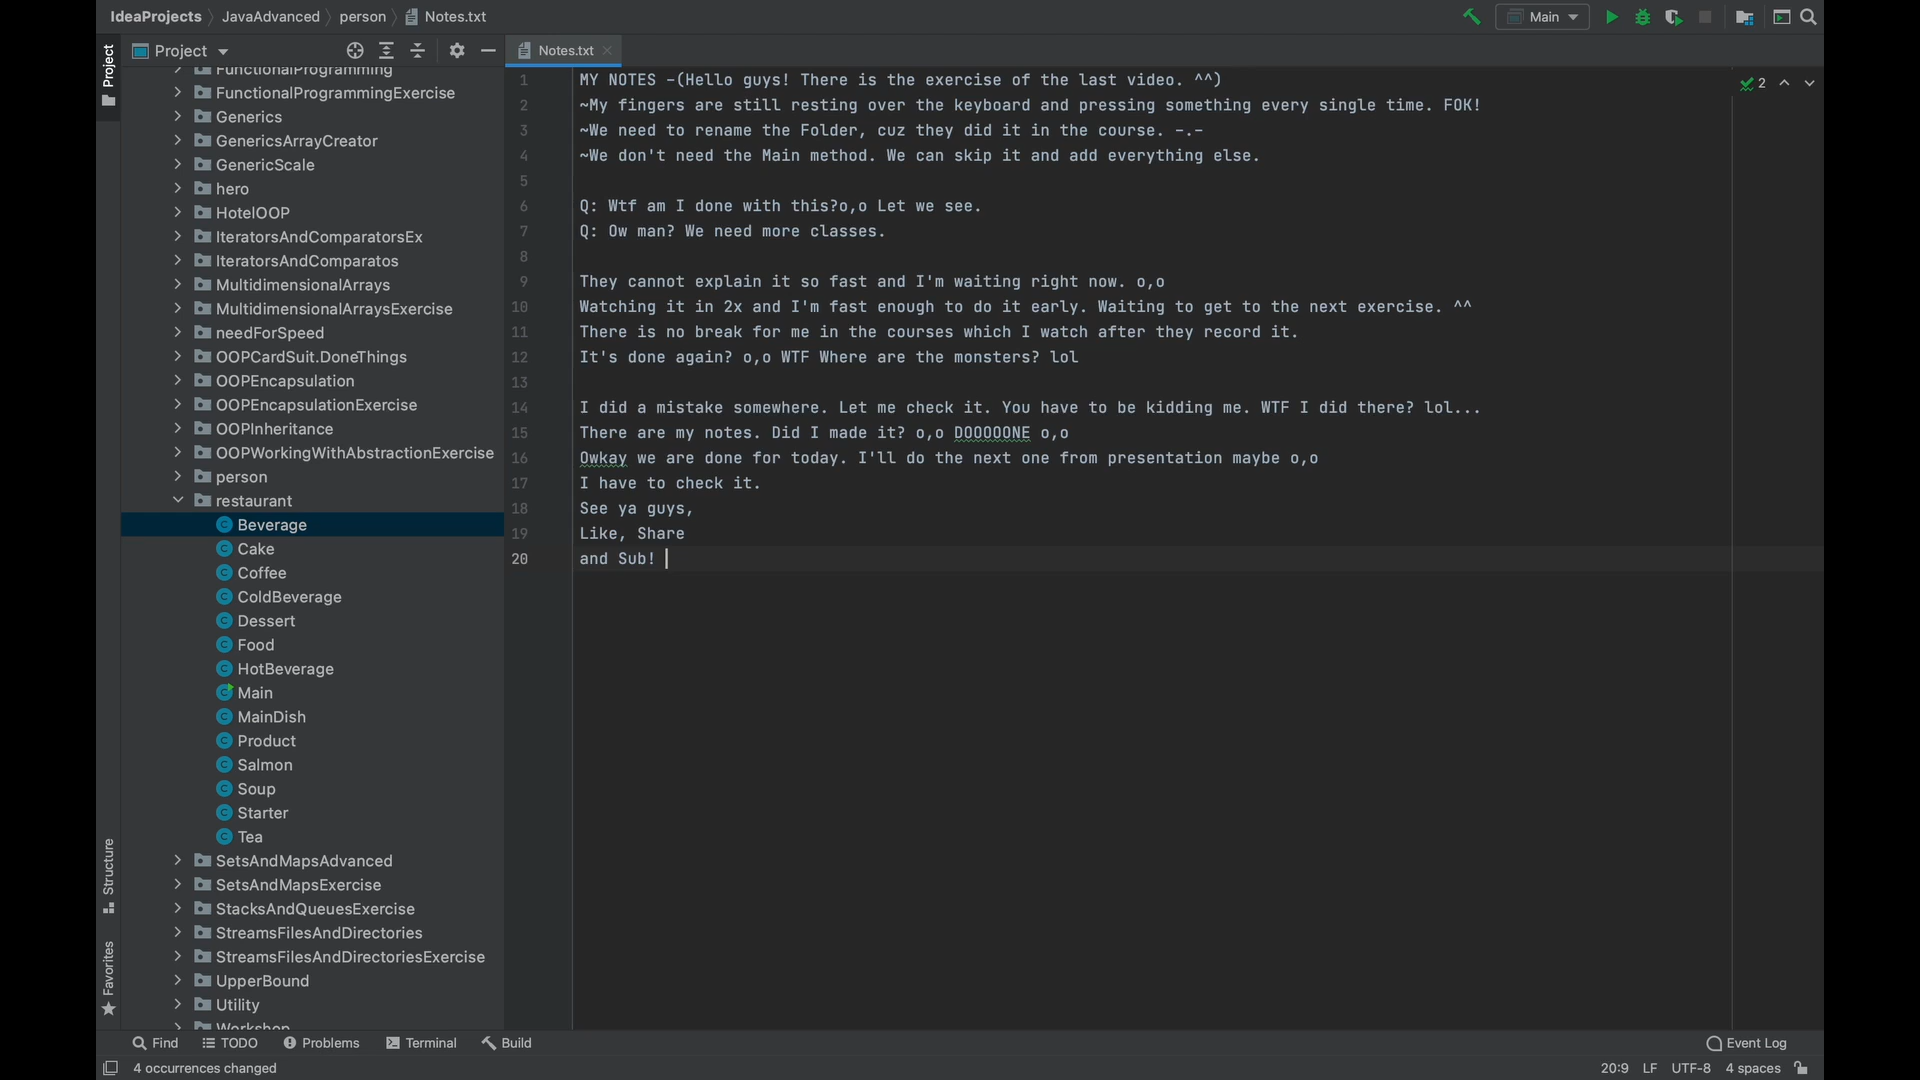 IdeaProjects JavaAdvanced person Notes.txt
Main
Project
Project
Notes.txt
FunctionalProgramming
FunctionalProgrammingExercise
Generics
GenericsArrayCreator
GenericScale
hero
HotelOOP
IteratorsAndComparatorsEx
IteratorsAndComparatos
MultidimensionalArrays
MultidimensionalArraysExercise
needForSpeed
OOPCardSuit.DoneThings
OOPEncapsulation
OOPEncapsulationExercise
OOPInheritance
OOPWorkingWithAbstractionExercise
person
restaurant
Beverage
Cake
Coffee
ColdBeverage
Dessert
Food
HotBeverage
Main
MainDish
Product
Salmon
Soup
Starter
Tea
SetsAndMapsAdvanced
SetsAndMapsExercise
StacksAndQueuesExercise
StreamsFilesAndDirectories
StreamsFilesAndDirectoriesExercise
UpperBound
Utility
Workshop
Structure
Favorites
1 MY NOTES -(Hello guys! There is the exercise of the last video. ^^)
2 ~My fingers are still resting over the keyboard and pressing something every single time. FOK!
3 ~We need to rename the Folder, cuz they did it in the course. -.-
4 ~We don't need the Main method. We can skip it and add everything else.
5
6 Q: Wtf am I done with this?o,o Let we see.
7 Q: Ow man? We need more classes.
8
9 They cannot explain it so fast and I'm waiting right now. o,o
10 Watching it in 2x and I'm fast enough to do it early. Waiting to get to the next exercise. ^^
11 There is no break for me in the courses which I watch after they record it.
12 It's done again? o,o WTF Where are the monsters? lol
13
14 I did a mistake somewhere. Let me check it. You have to be kidding me. WTF I did there? lol...
15 There are my notes. Did I made it? o,o DOOOOONE o,o
16 Owkay we are done for today. I'll do the next one from presentation maybe o,o
17 I have to check it.
18 See ya guys,
19 Like, Share
20 and Sub!
2
Find TODO Problems Terminal Build Event Log
4 occurrences changed 20:9 LF UTF-8 4 spaces